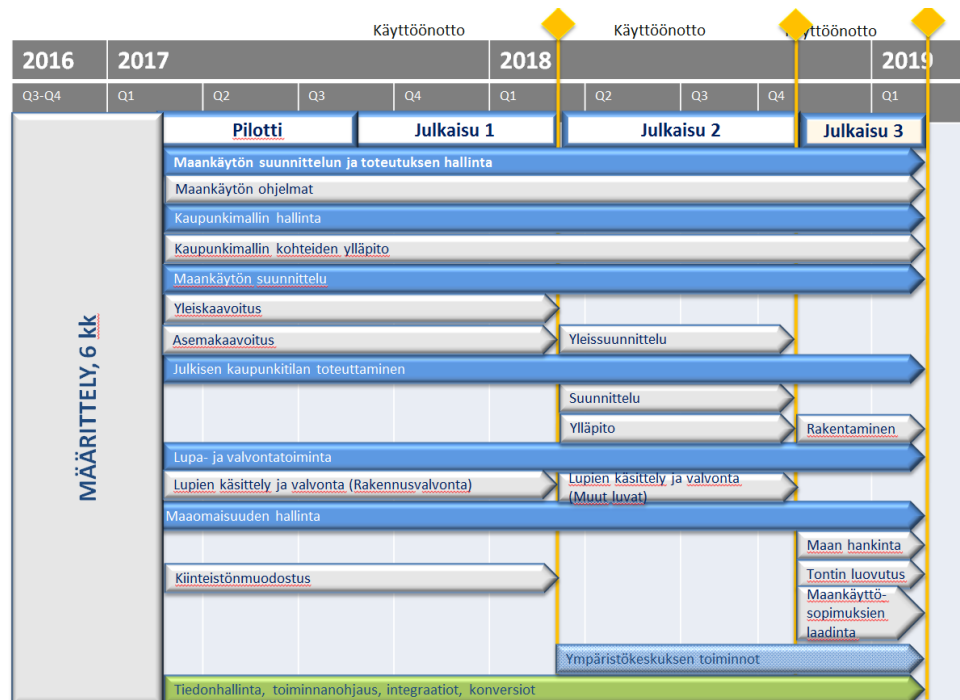 Käyttöönotto Käyttöönotto Käyttöönotto
2016 2017 2018 2019
Q3-Q4 Q1 Q2 Q3 Q4 Q1 Q2 Q3 Q4 Q1
Pilotti Julkaisu 1 Julkaisu 2 Julkaisu 3
MÄÄRITTELY, 6 kk
Maankäytön suunnittelun ja toteutuksen hallinta
Maankäytön ohjelmat
Kaupunkimallin hallinta
Kaupunkimallin kohteiden ylläpito
Maankäytön suunnittelu
Yleiskaavoitus
Asemakaavoitus Yleissuunnittelu
Julkisen kaupunkitilan toteuttaminen
Suunnittelu
Ylläpito Rakentaminen
Lupa- ja valvontatoiminta
Lupien käsittely ja valvonta (Rakennusvalvonta) Lupien käsittely ja valvonta
(Muut luvat)
Maaomaisuuden hallinta
Maan hankinta
Kiinteistönmuodostus Tontin luovutus
Maankäyttö-
sopimuksien
laadinta
Ympäristökeskuksen toiminnot
Tiedonhallinta, toiminnanohjaus, integraatiot, konversiot